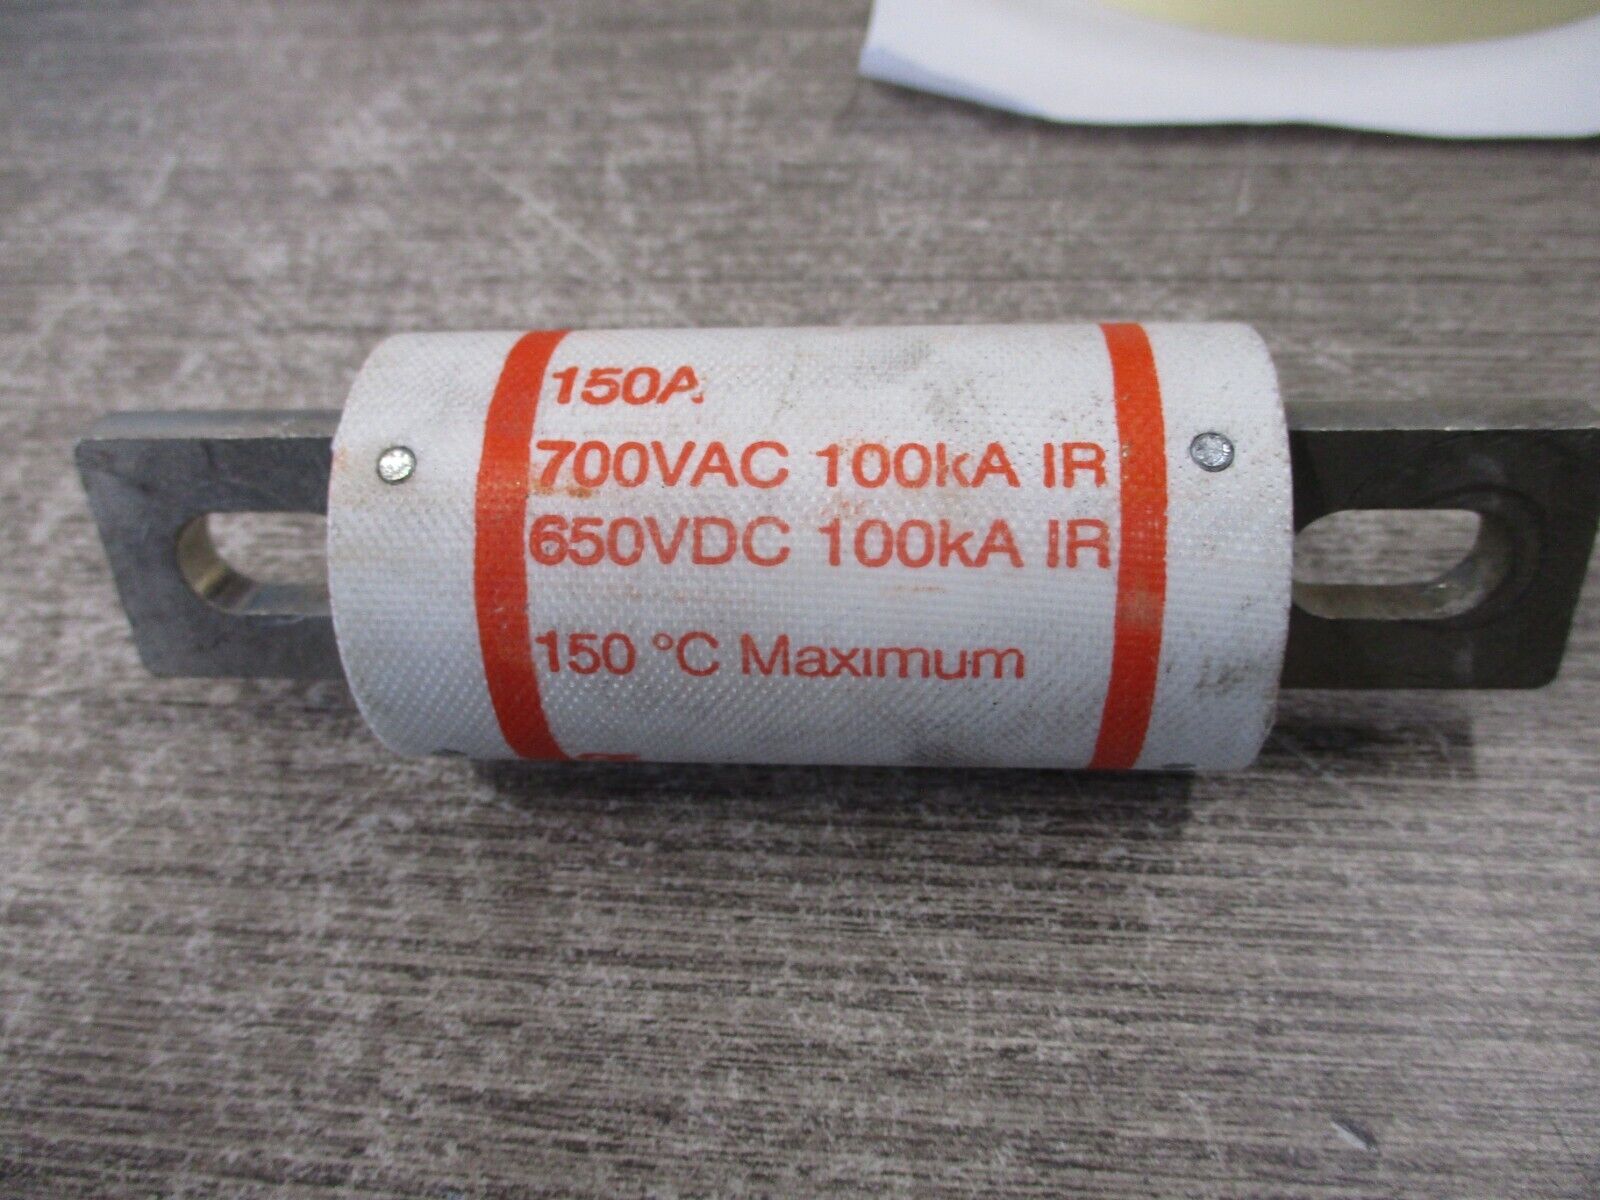 150A
700VAC 100kA IR
650VDC 100kA IR
150 °C Maximum